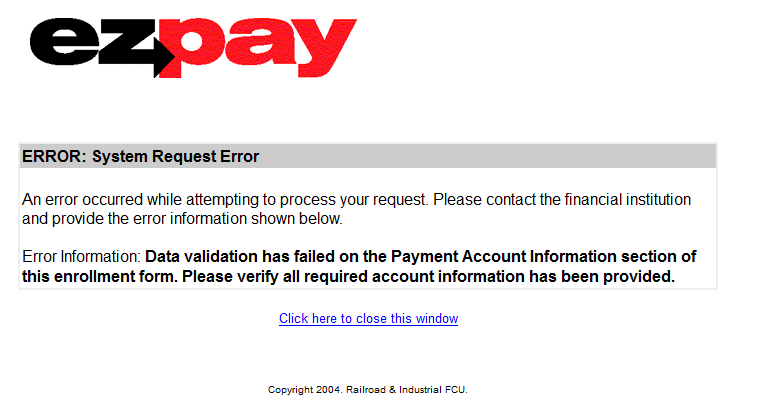 ezpay
ERROR: System Request Error
An error occurred while attempting to process your request. Please contact the financial institution
and provide the error information shown below.
Error Information: Data validation has failed on the Payment Account Information section of
this enrollment form. Please verify all required account information has been provided.
Click here to close this window
Copyright 2004. Railroad & Industrial FCU.